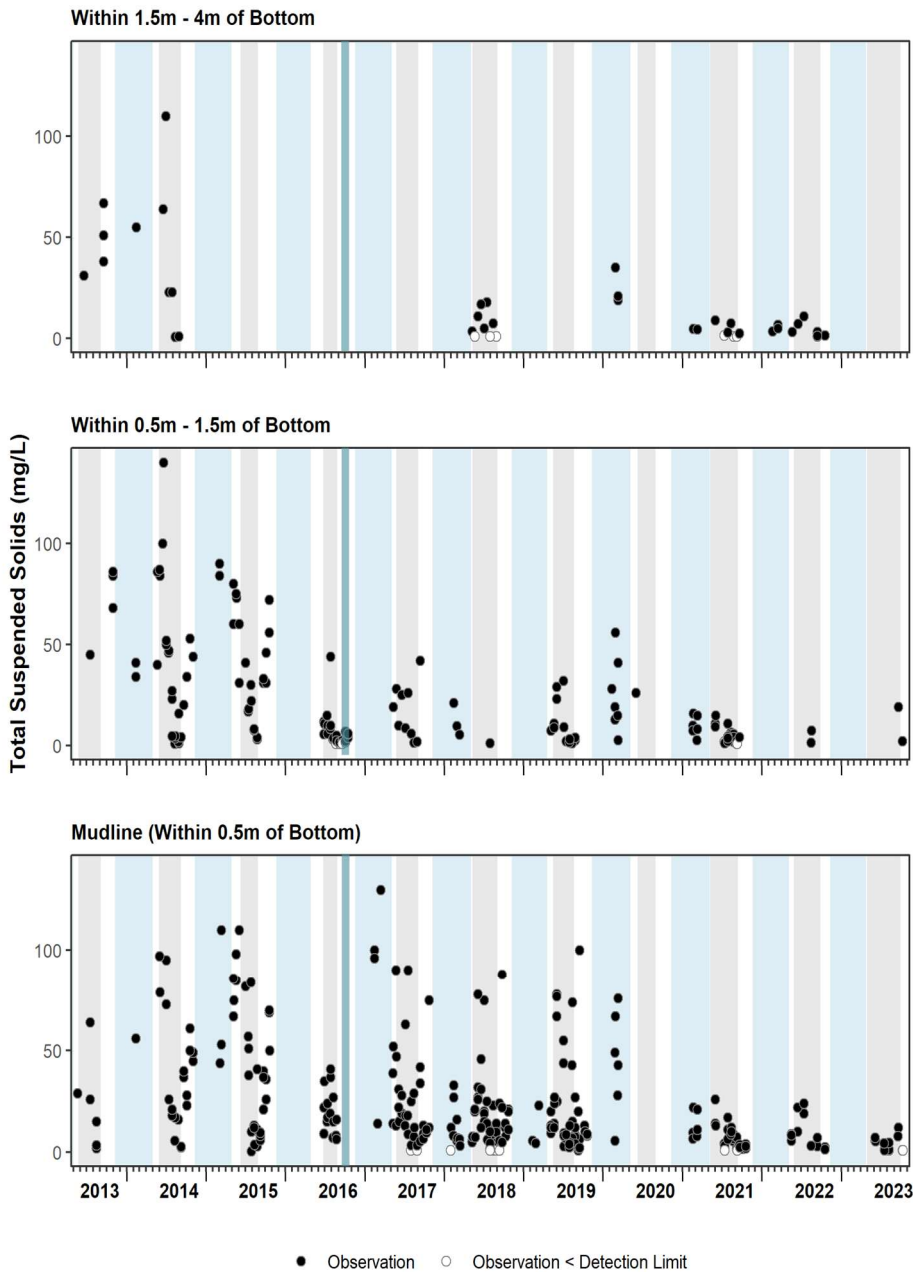 Within 1.5m - 4m of Bottom
100
50
0
Within 0.5m - 1.5m of Bottom
Total Suspended Solids (mg/L)
100
50
0
Mudline (Within 0.5m of Bottom)
100
50
0
2013 2014 2015 2016 2017 2018 2019 2020 2021 2022 2023
Observation Observation < Detection Limit